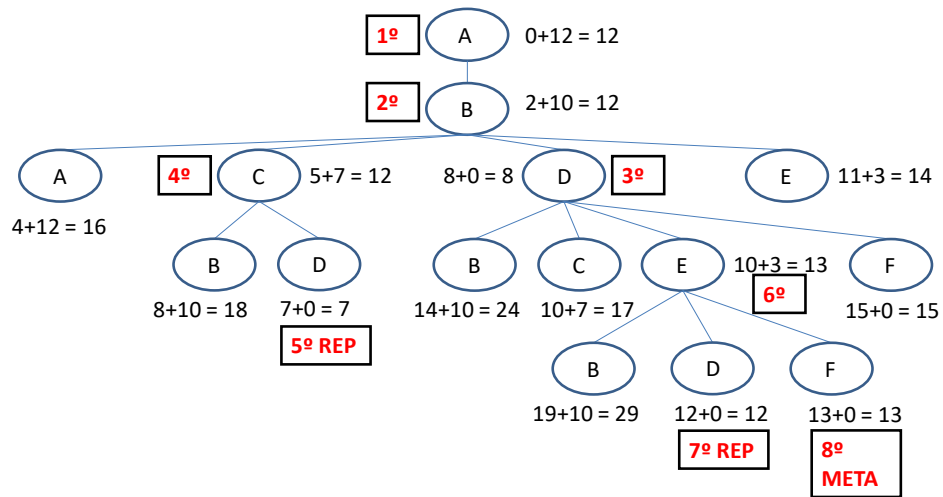 1º A 0+12 = 12
2º B 2+10 = 12
A 4º C 5+7 = 12 8+0 = 8 D 3º E 11+3 = 14
4+12 = 16
B D B C E 10+3 = 13 F
6º
8+10 = 18 7+0 = 7 14+10 = 24 10+7 = 17 15+0 = 15
5º REP
B D F
19+10 = 29 12+0 = 12 13+0 = 13
7º REP 8º
META